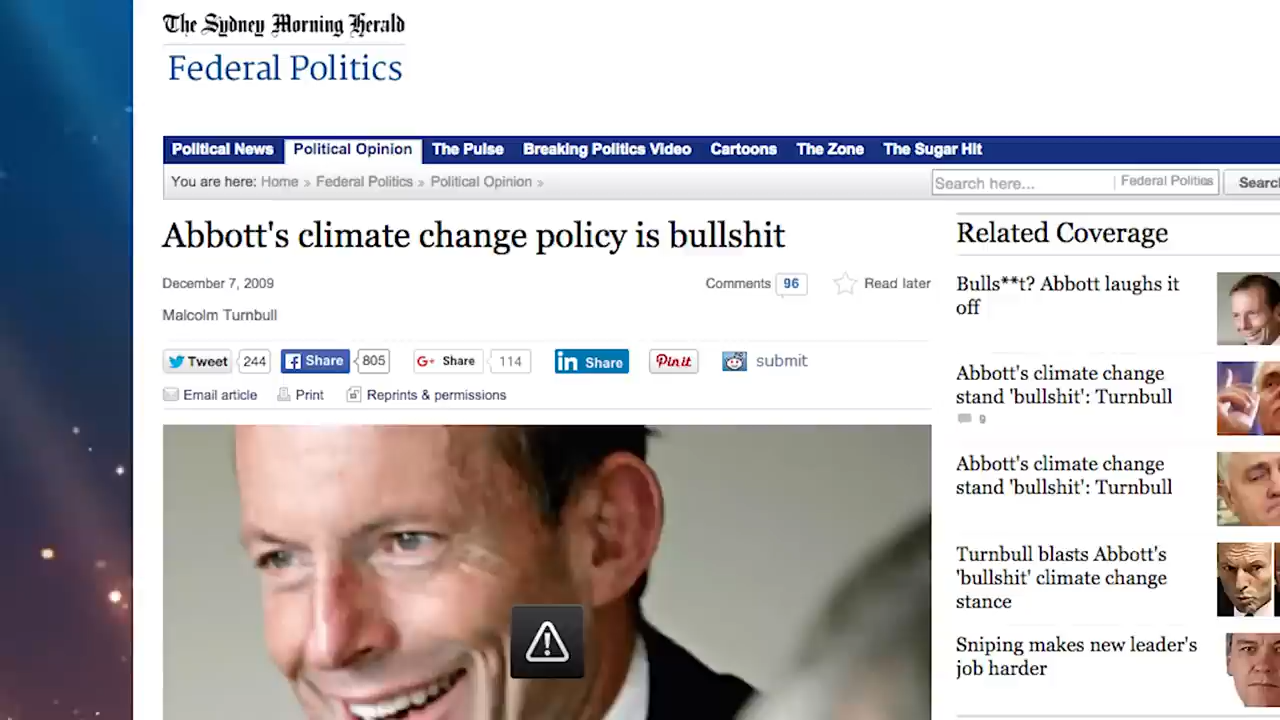 The Sydney Morning Herald
Federal Politics
Political News Political Opinion The Pulse Breaking Politics Video Cartoons The Zone The Sugar Hit
You are here: Home » Federal Politics » Political Opinion »
Search here... Federal Politics Search
Abbott's climate change policy is bullshit
December 7, 2009
Comments 96 Read later
Malcolm Turnbull
Tweet 244 Share 805 G+ Share 114 in Share Pin it submit
Email article Print Reprints & permissions
Related Coverage
Bulls**t? Abbott laughs it
off
Abbott's climate change
stand 'bullshit': Turnbull
9
Abbott's climate change
stand 'bullshit': Turnbull
Turnbull blasts Abbott's
'bullshit' climate change
stance
Sniping makes new leader's
job harder